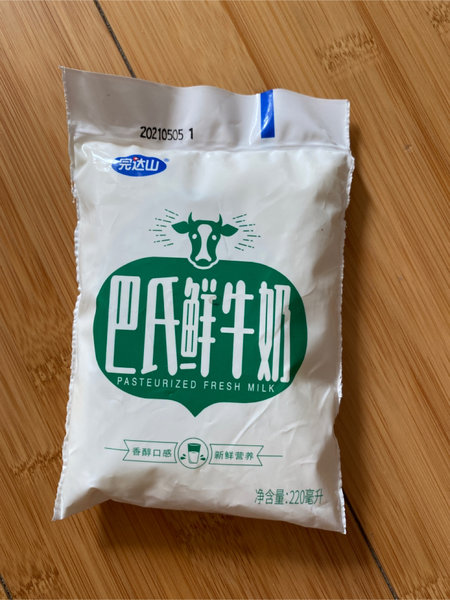 20210505 1
完达山®
巴氏鲜牛奶
PASTEURIZED FRESH MILK
香醇口感 新鲜营养
净含量:220毫升